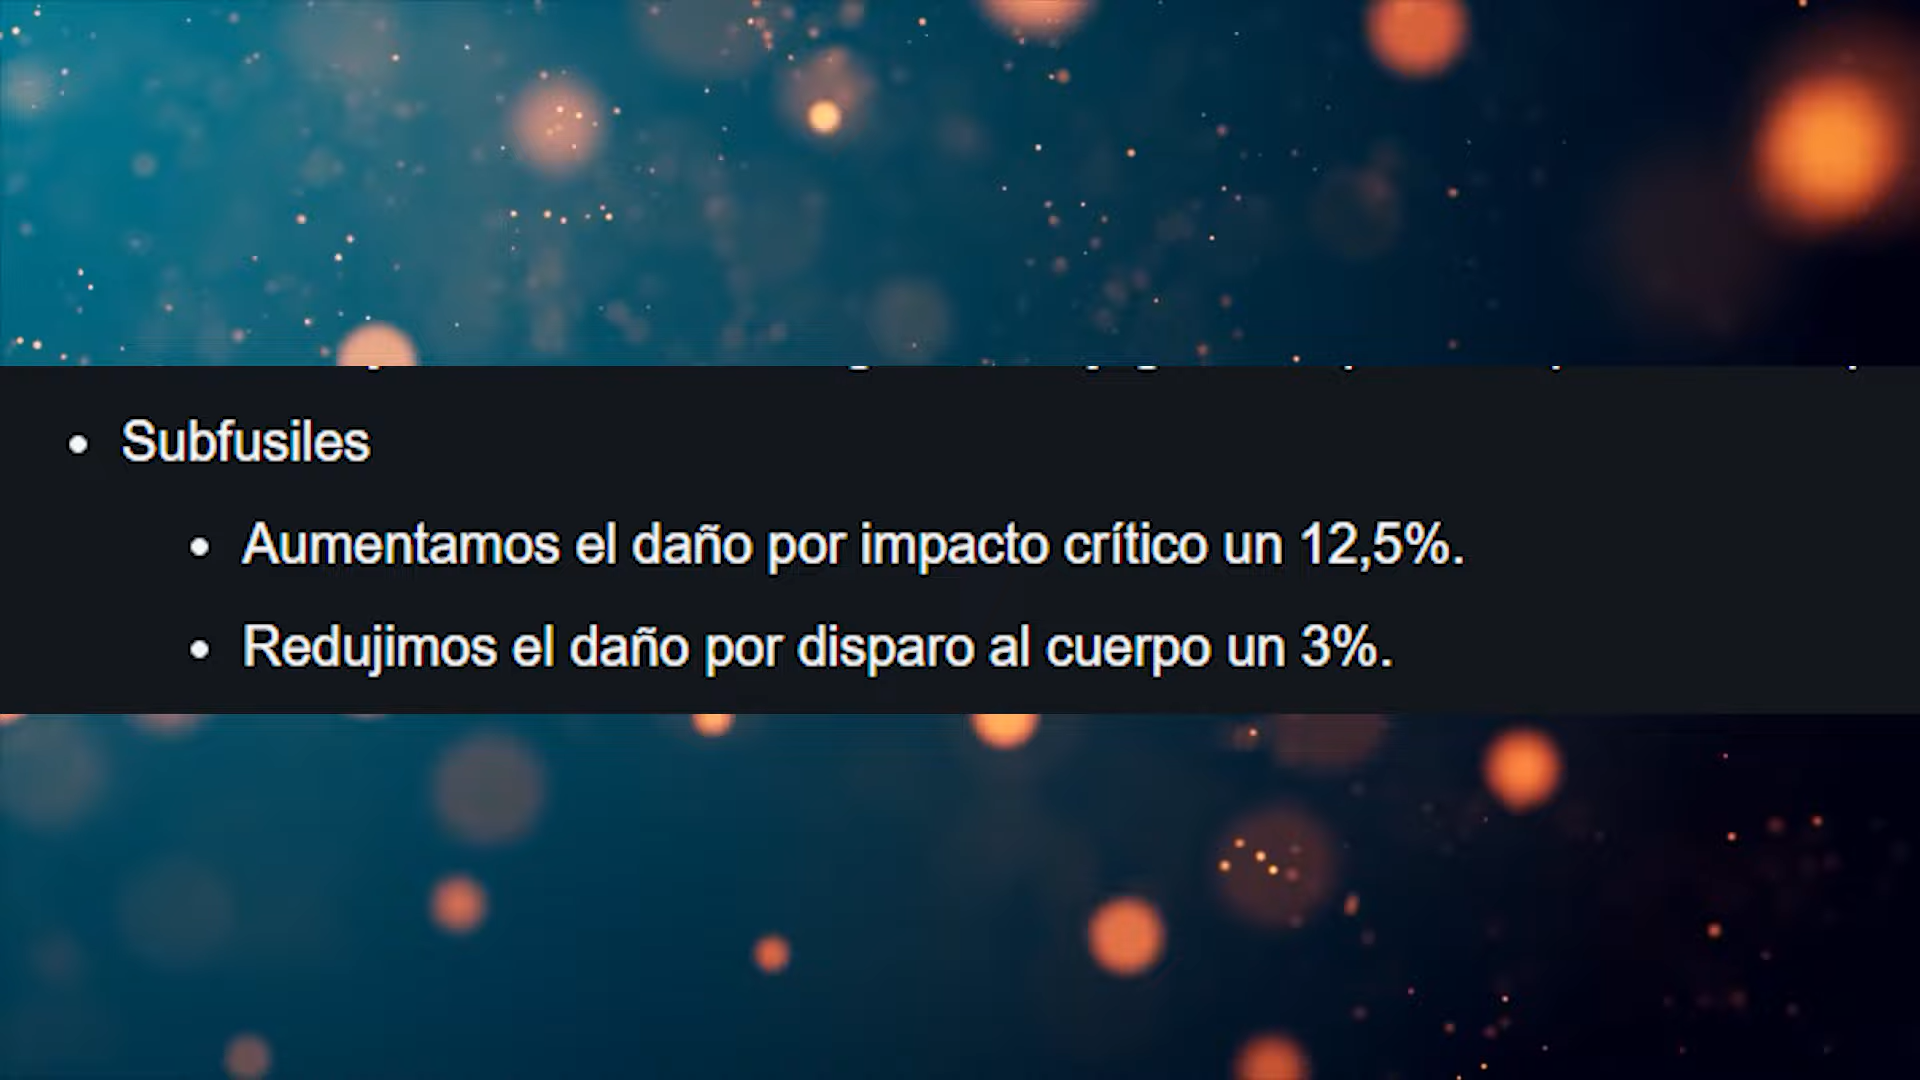 Subfusiles
Aumentamos el daño por impacto crítico un 12,5%.
Redujimos el daño por disparo al cuerpo un 3%.